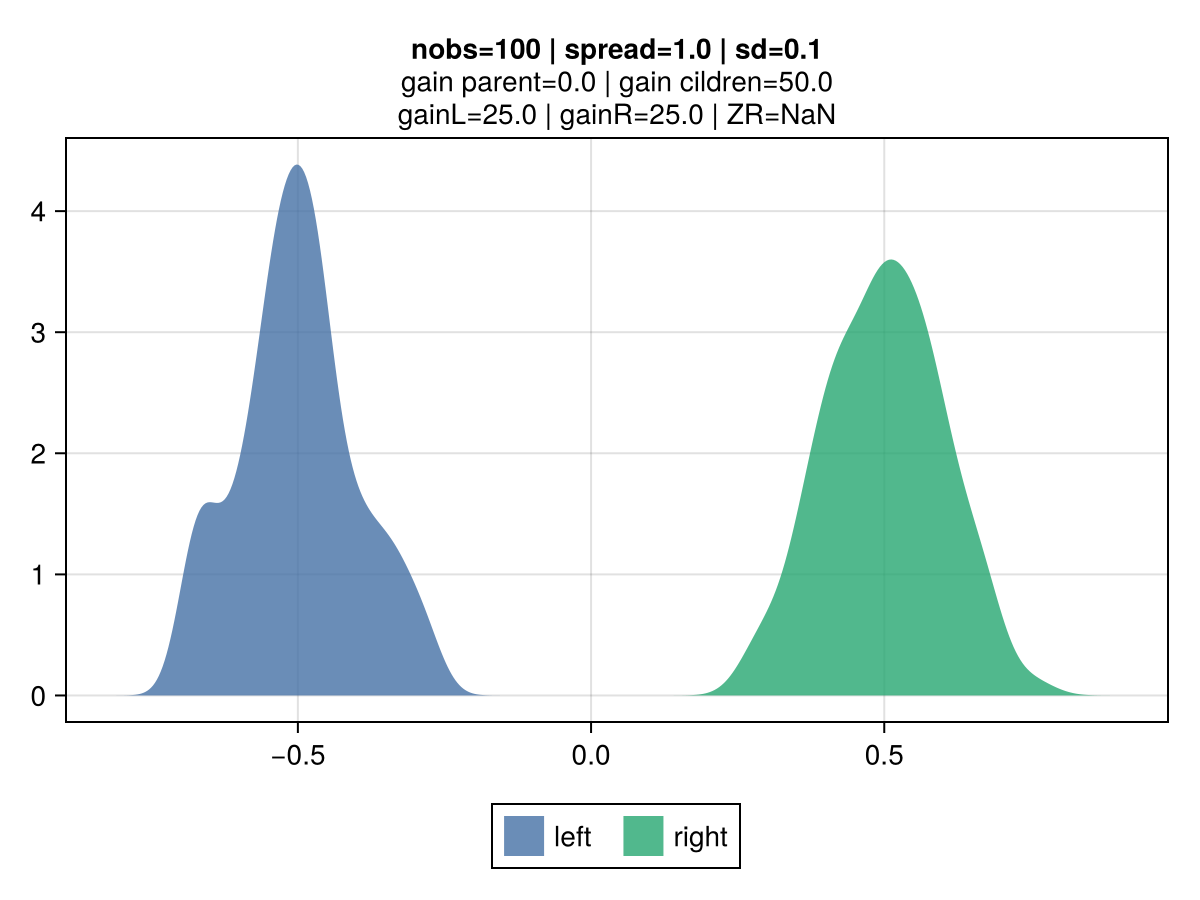 nobs=100 | spread=1.0 | sd=0.1
gain parent=0.0 | gain cildren=50.0
gainL=25.0 | gainR=25.0 | ZR=NaN
4
3
2
1
0
−0.5 0.0 0.5
left right